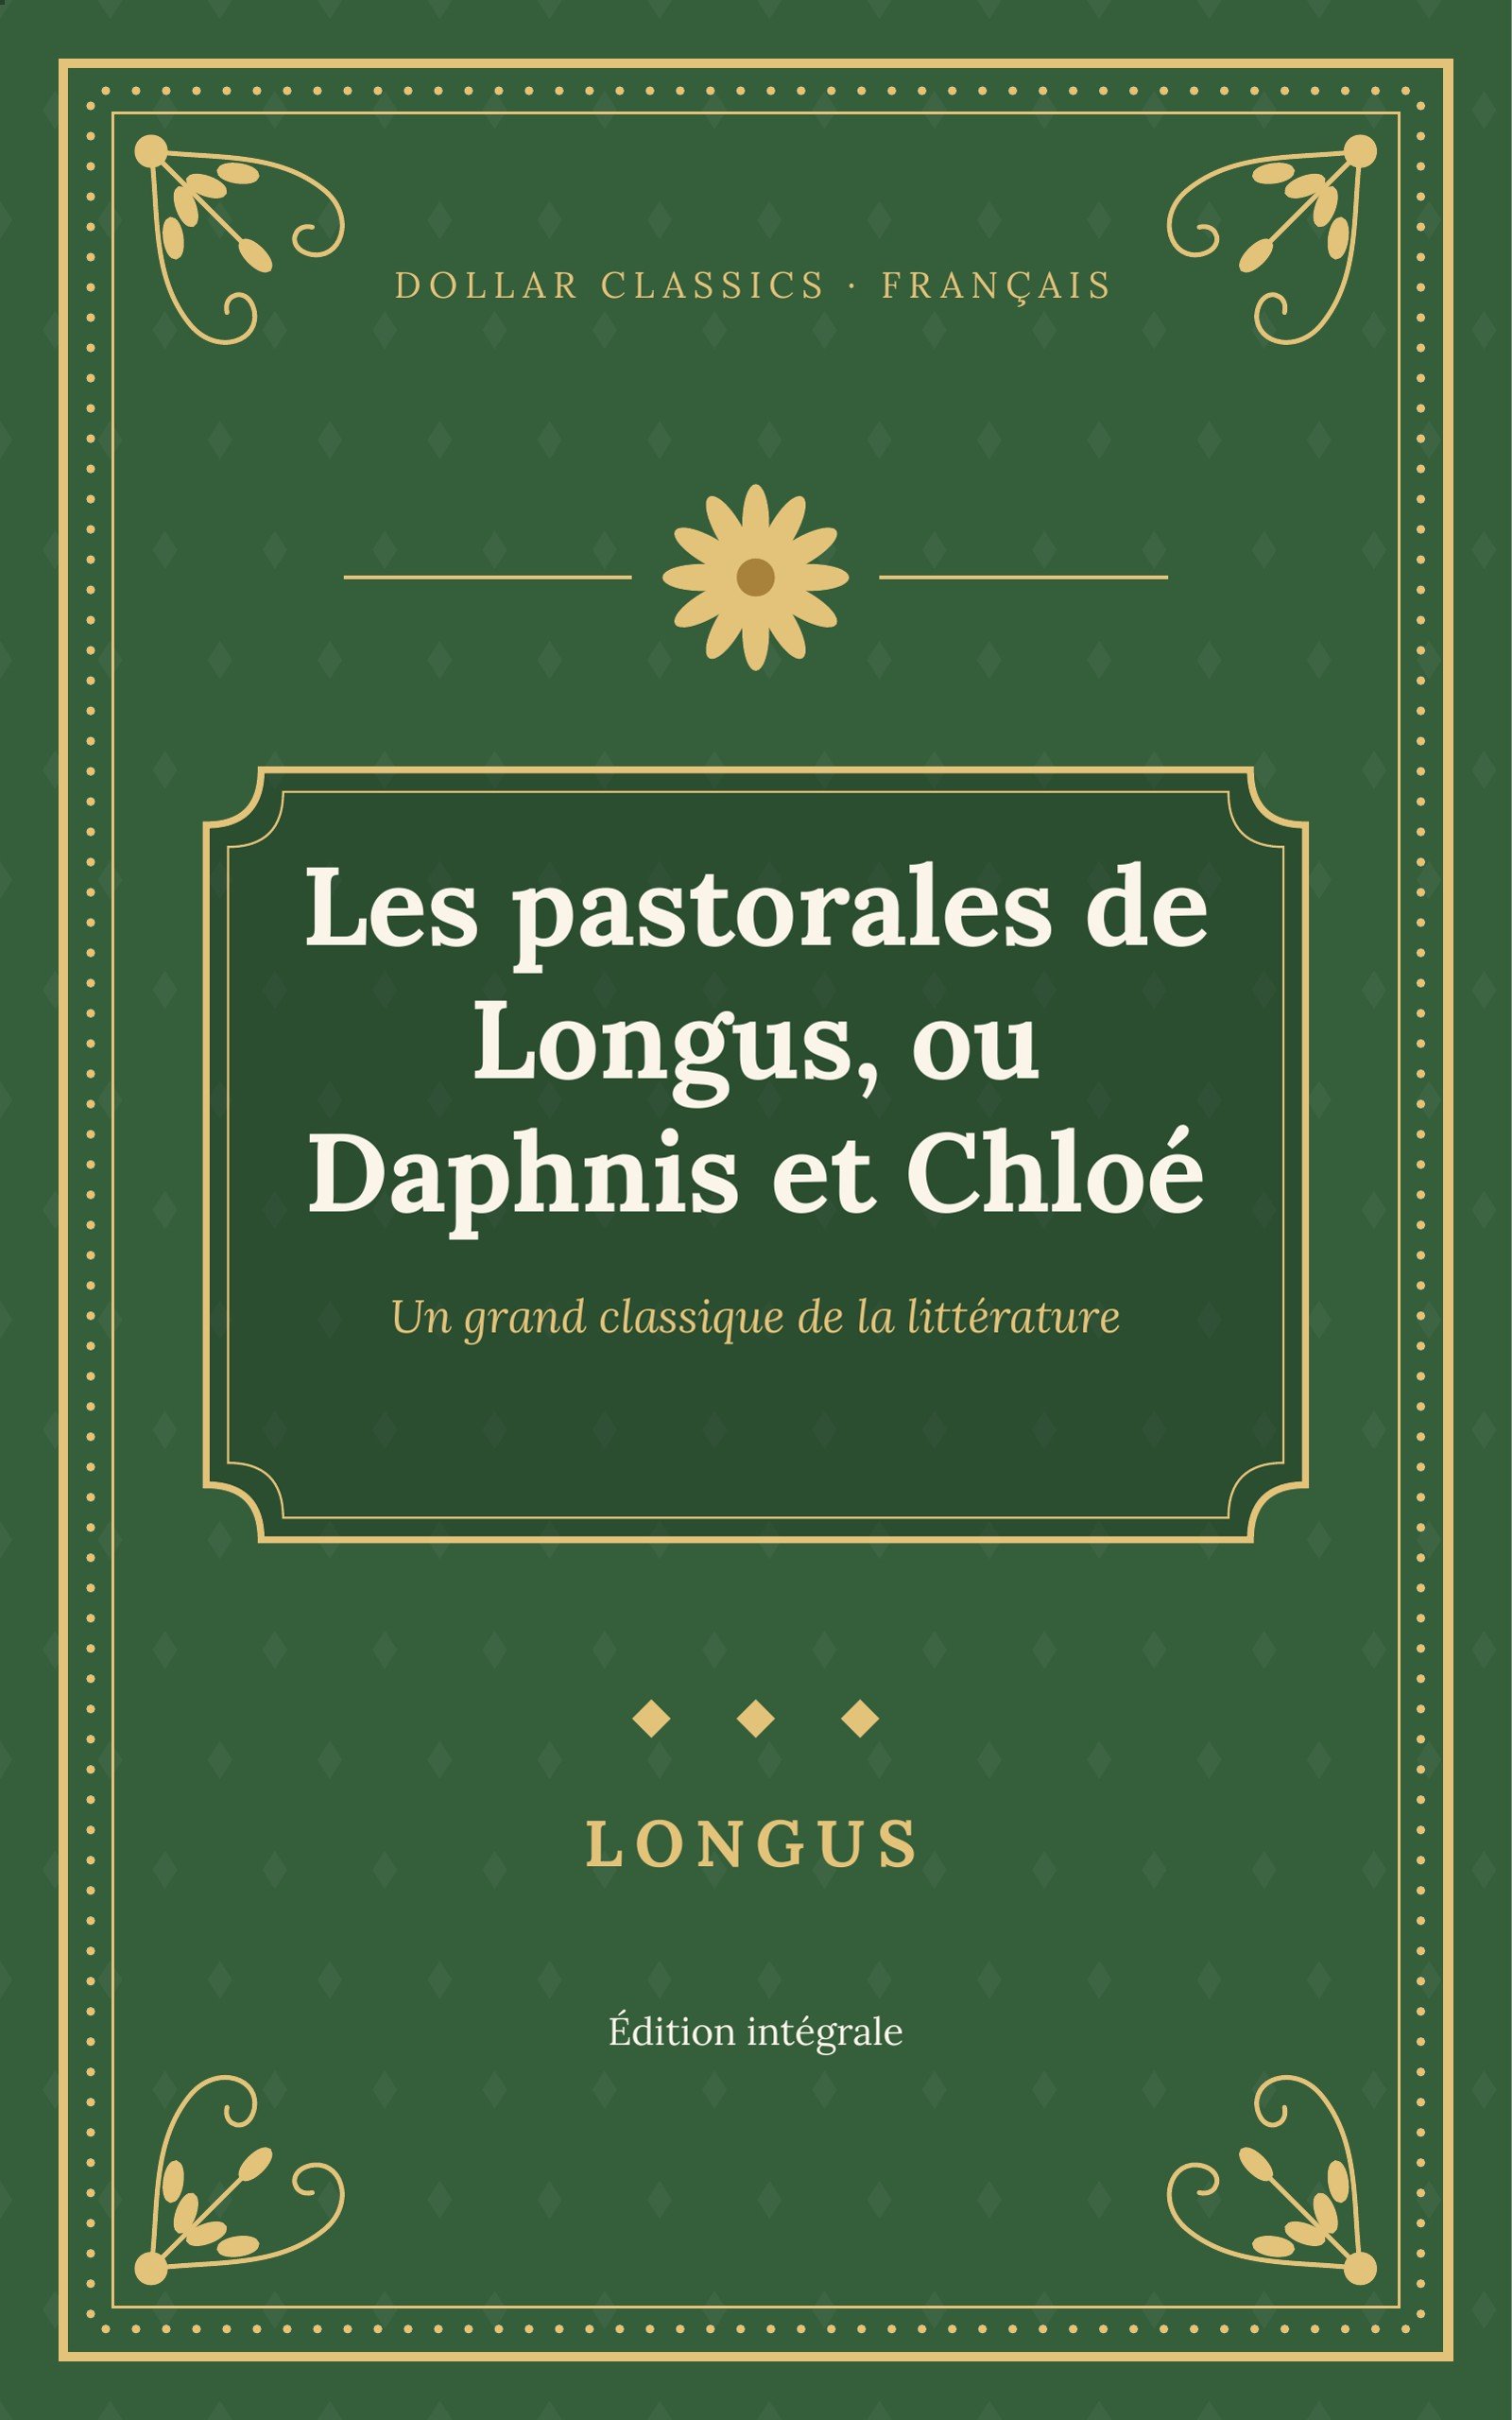 DOLLAR CLASSICS · FRANÇAIS
Les pastorales de
Longus, ou
Daphnis et Chloé
Un grand classique de la littérature
LONGUS
Édition intégrale